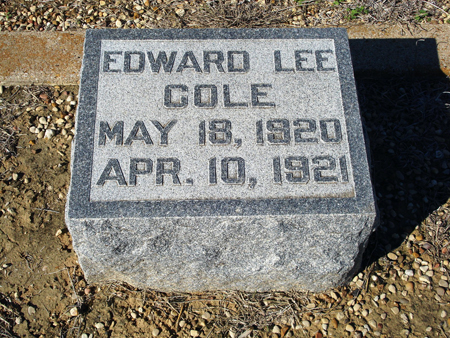 EDWARD LEE
COLE
MAY 18, 1920
APR. 10, 1921